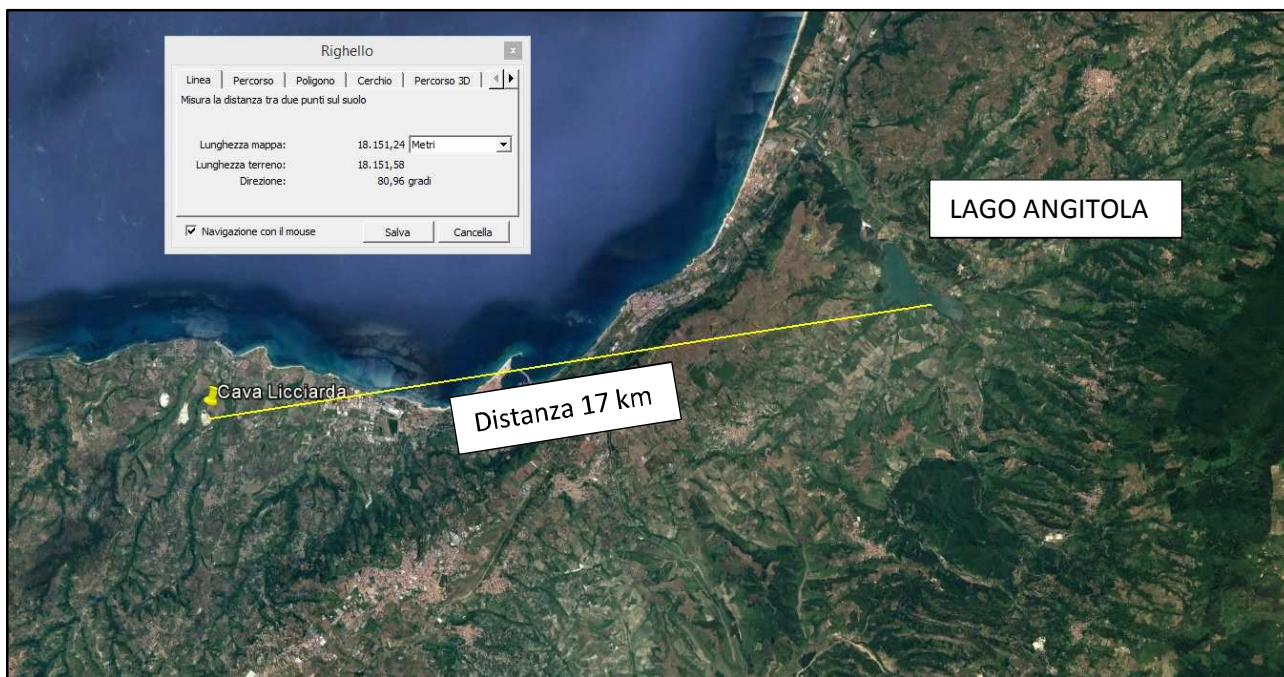 Righello
Linea Percorso Poligono Cerchio Percorso 3D
Misura la distanza tra due punti sul suolo
Lunghezza mappa: 18.151,24 Metri
Lunghezza terreno: 18.151,58
Direzione: 80,96 gradi
Navigazione con il mouse Salva Cancella
LAGO ANGITOLA
Cava Licciarda
Distanza 17 km